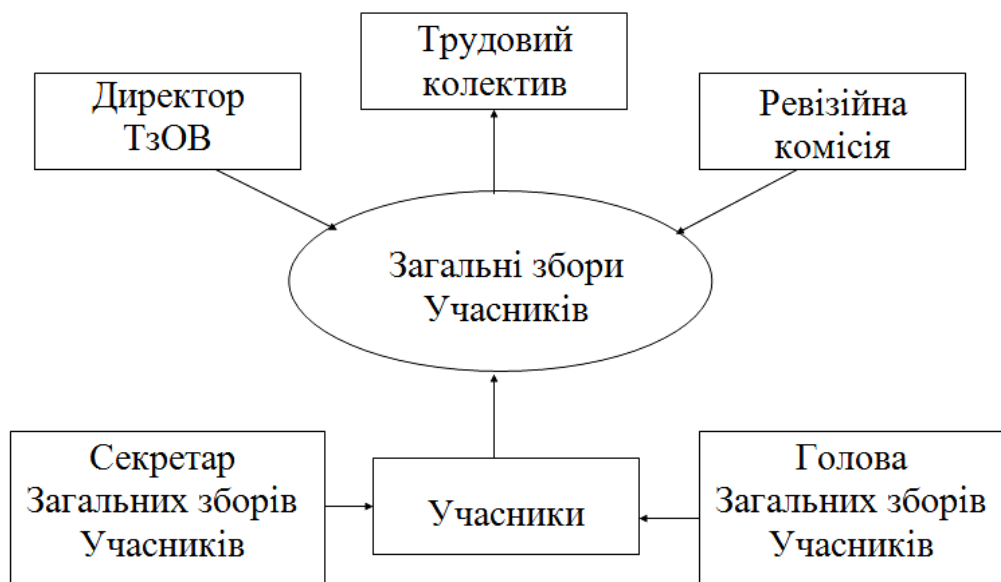 Трудовий
колектив
Директор
ТзОВ
Ревізійна
комісія
Загальні збори
Учасників
Секретар
Загальних зборів
Учасників
Учасники
Голова
Загальних зборів
Учасників